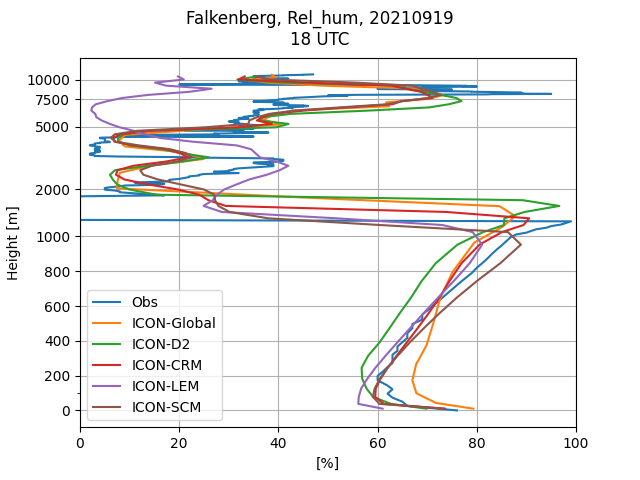 Falkenberg, Rel_hum, 20210919
18 UTC
10000
7500
5000
2000
1000
800
600
400
200
0
Height [m]
Obs
ICON-Global
ICON-D2
ICON-CRM
ICON-LEM
ICON-SCM
0 20 40 60 80 100
[%]